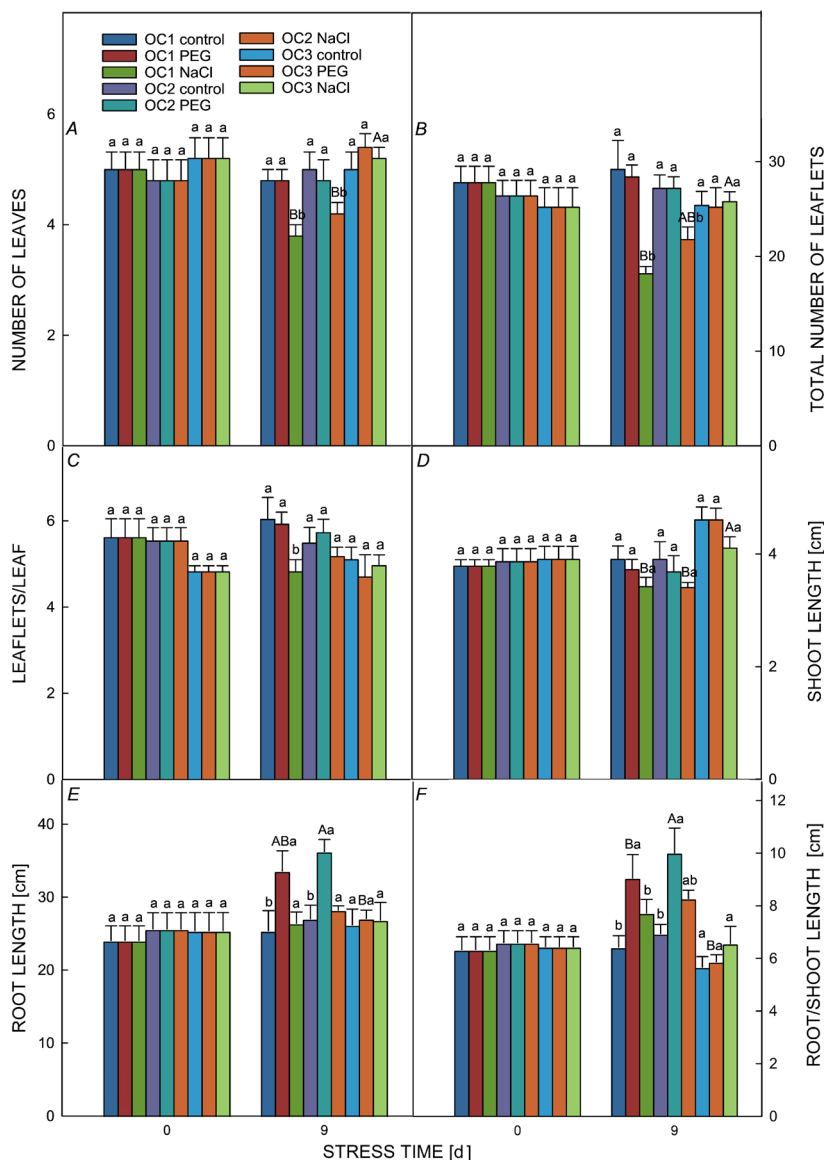 OC1 control
OC1 PEG
OC1 NaCl
OC2 control
OC2 PEG
OC2 NaCl
OC3 control
OC3 PEG
OC3 NaCl
A
NUMBER OF LEAVES
6
4
2
0
a a a a a a a a a
a a Bb a a Bb a a Aa
B
TOTAL NUMBER OF LEAFLETS
30
20
10
0
a a a a a a a a a
a a Bb a a ABb a a Aa
C
LEAFLETS/LEAF
6
4
2
0
a a a a a a a a a
a a b a a a a a a
D
SHOOT LENGTH [cm]
4
2
0
a a a a a a a a a
a a Ba a a Ba a a Aa
E
ROOT LENGTH [cm]
40
30
20
10
0
a a a a a a a a a
b ABa a b Aa a a Ba a
F
ROOT/SHOOT LENGTH [cm]
12
10
8
6
4
2
0
a a a a a a a a a
b Ba b b Aa ab a Ba a
0 9 0 9
STRESS TIME [d]